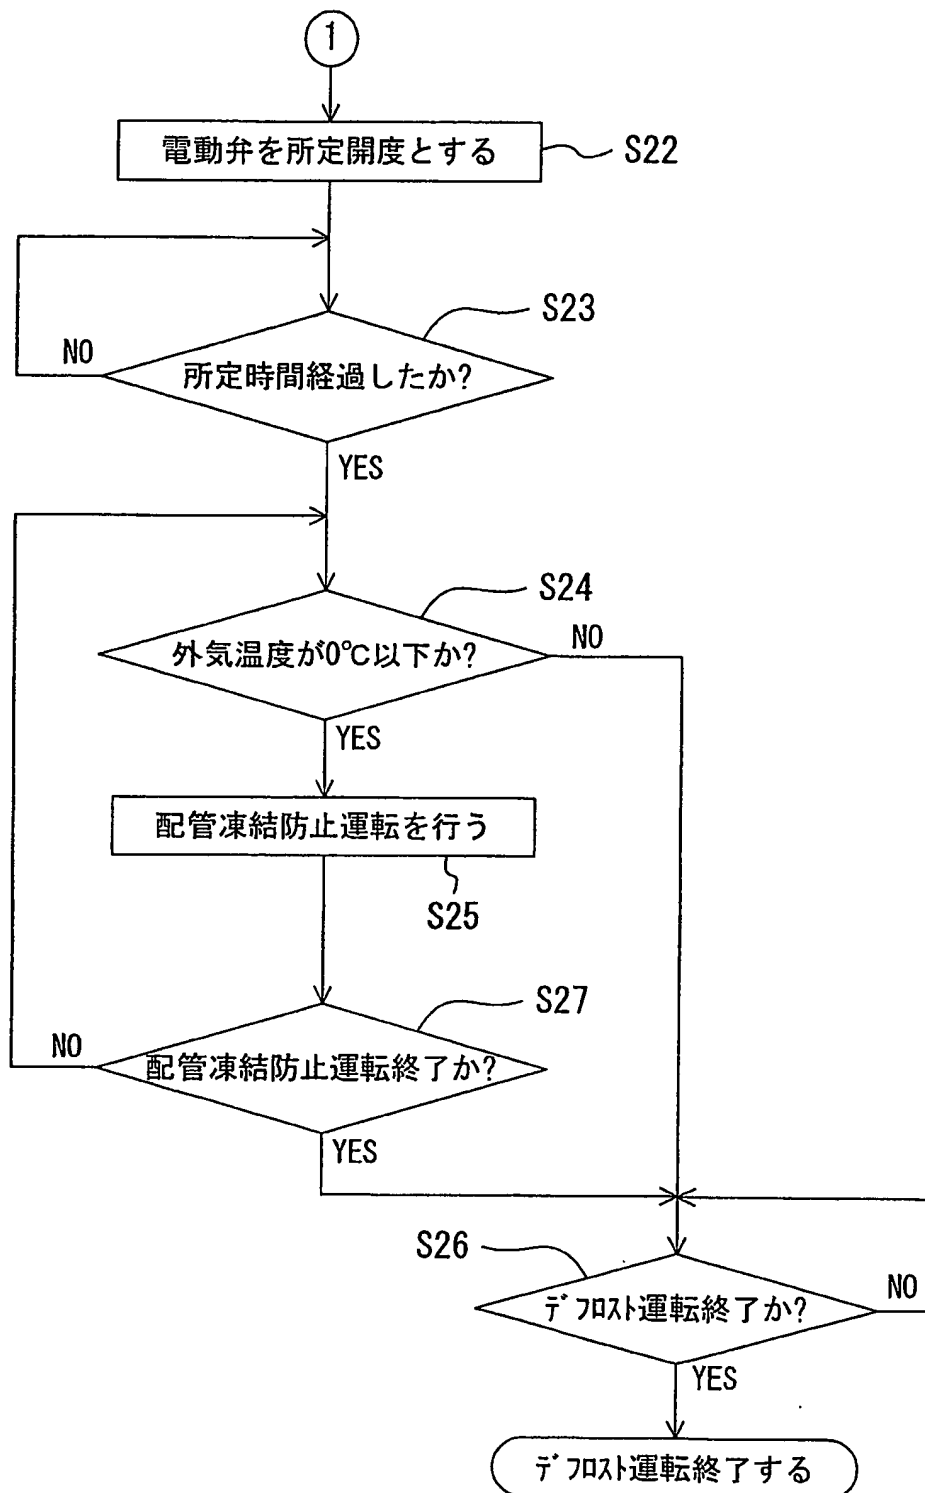 1
電動弁を所定開度とする
S22
S23
NO
所定時間経過したか?
YES
S24
外気温度が0℃以下か?
NO
YES
配管凍結防止運転を行う
S25
S27
NO
配管凍結防止運転終了か?
YES
S26
デフロスト運転終了か?
NO
YES
デフロスト運転終了する